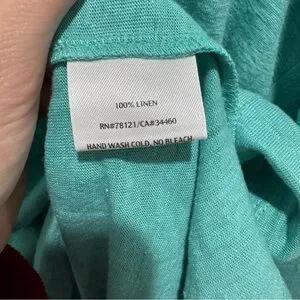 100% LINEN
RN#78121/CA#34460
HAND WASH COLD, NO BLEACH